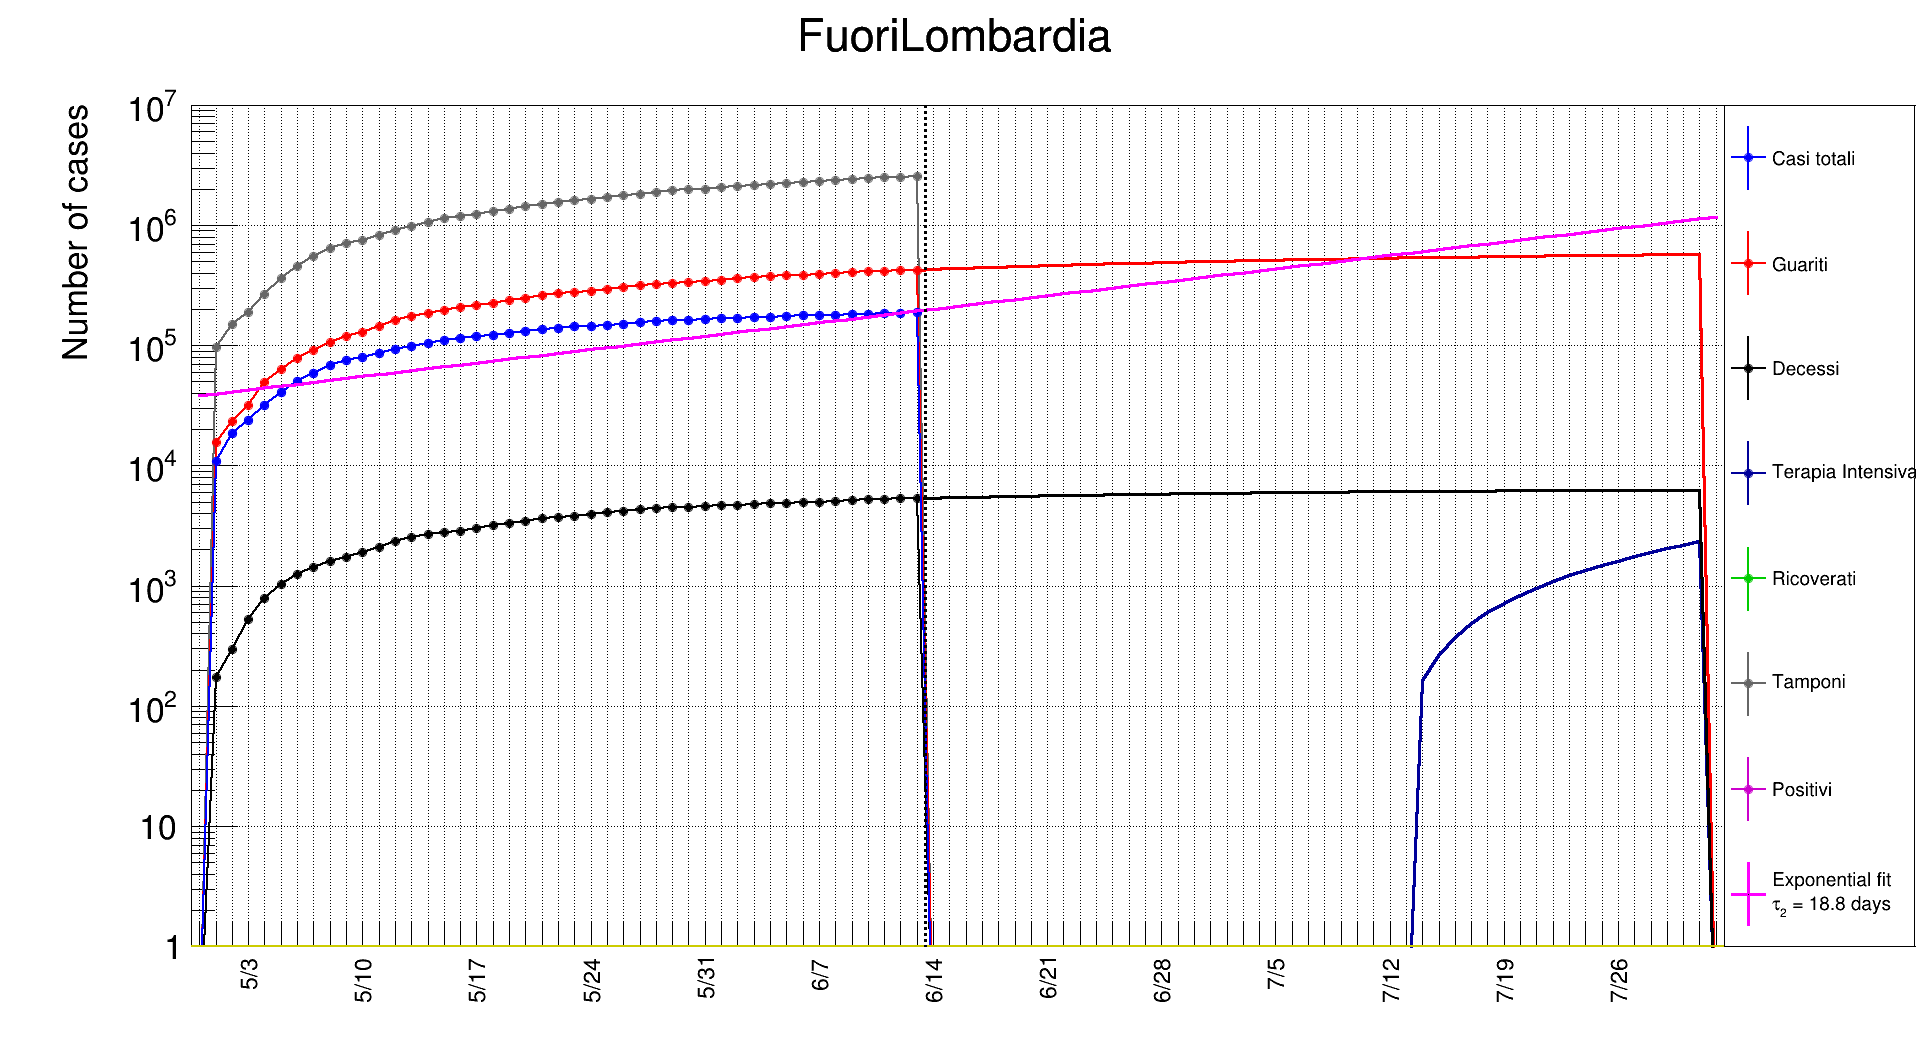 FuoriLombardia
Number of cases
10^7
10^6
10^5
10^4
10^3
10^2
10
1
5/3
5/10
5/17
5/24
5/31
6/7
6/14
6/21
6/28
7/5
7/12
7/19
7/26
Casi totali
Guariti
Decessi
Terapia Intensiva
Ricoverati
Tamponi
Positivi
Exponential fit
τ_2 = 18.8 days